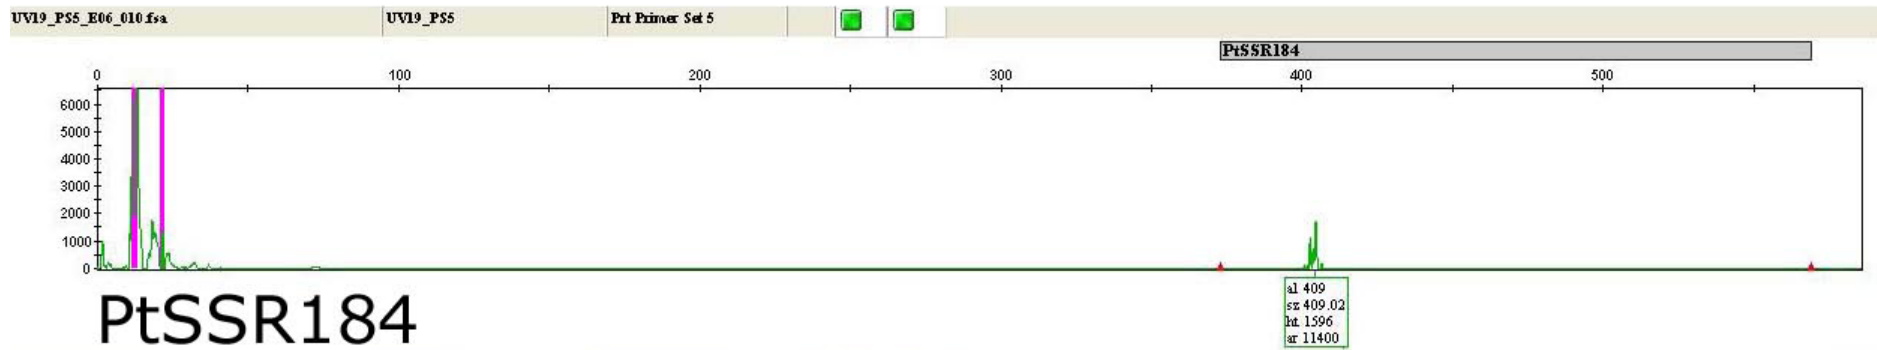 UV19_PS5_E06_010.fsa UV19_PS5 Prt Primer Set 5
PtSSR184
0 100 200 300 400 500
6000
5000
4000
3000
2000
1000
0
al 409
sz 409.02
ht 1596
ar 11400
PtSSR184